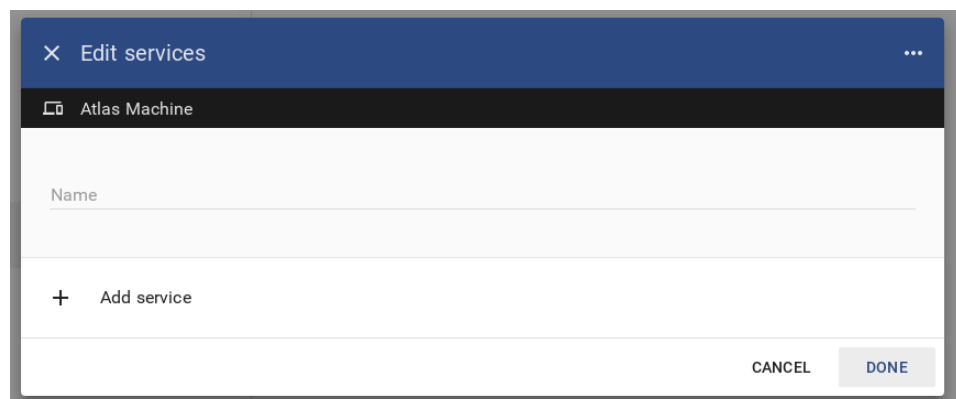 Edit services
Atlas Machine
Name
Add service
CANCEL DONE